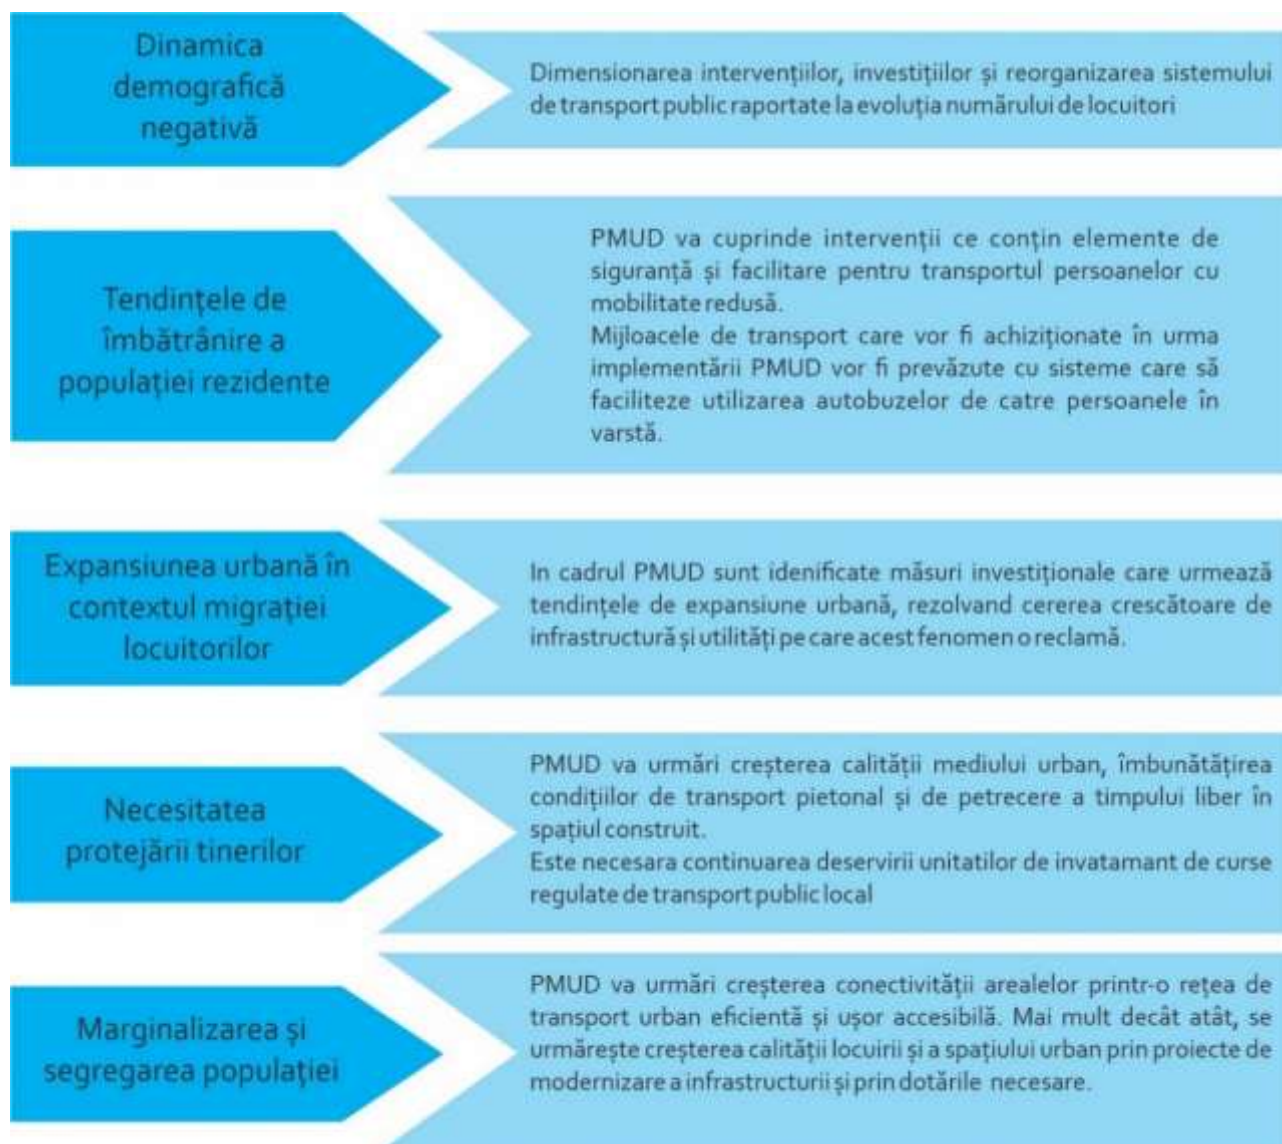 Dinamica
demografică
negativă
Dimensionarea intervențiilor, investițiilor și reorganizarea sistemului
de transport public raportate la evoluția numărului de locuitori
Tendințele de
îmbătrânire a
populației rezidente
PMUD va cuprinde intervenții ce conțin elemente de
siguranță și facilitare pentru transportul persoanelor cu
mobilitate redusă.
Mijloacele de transport care vor fi achiziționate în urma
implementării PMUD vor fi prevăzute cu sisteme care să
faciliteze utilizarea autobuzelor de catre persoanele în
varstă.
Expansiunea urbană în
contextul migrației
locuitorilor
In cadrul PMUD sunt idenificate măsuri investiționale care urmează
tendințele de expansiune urbană, rezolvand cererea crescătoare de
infrastructură și utilități pe care acest fenomen o reclamă.
Necesitatea
protejării tinerilor
PMUD va urmări creșterea calității mediului urban, îmbunătățirea
condițiilor de transport pietonal și de petrecere a timpului liber în
spațiul construit.
Este necesara continuarea deservirii unitatilor de invatamant de curse
regulate de transport public local
Marginalizarea și
segregarea populației
PMUD va urmări creșterea conectivității arealelor printr-o rețea de
transport urban eficientă și ușor accesibilă. Mai mult decât atât, se
urmărește creșterea calității locuirii și a spațiului urban prin proiecte de
modernizare a infrastructurii și prin dotările necesare.